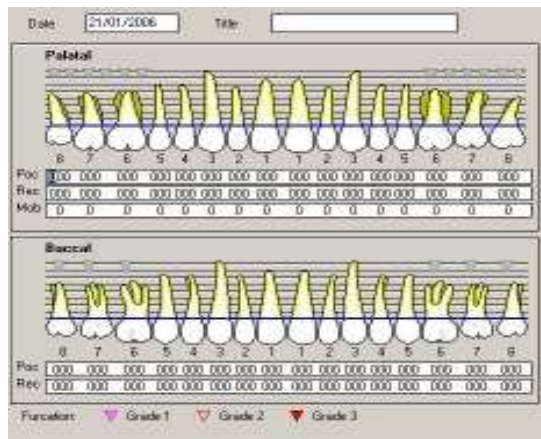 Date 21/01/2006 Title
Palatal
8 7 6 5 4 3 2 1 1 2 3 4 5 6 7 8
Poc 000 000 000 000 000 000 000 000 000 000 000 000 000 000 000 000
Rec 000 000 000 000 000 000 000 000 000 000 000 000 000 000 000 000
Mob 0 0 0 0 0 0 0 0 0 0 0 0 0 0 0 0
Buccal
8 7 6 5 4 3 2 1 1 2 3 4 5 6 7 8
Poc 000 000 000 000 000 000 000 000 000 000 000 000 000 000 000 000
Rec 000 000 000 000 000 000 000 000 000 000 000 000 000 000 000 000
Furcation: Grade 1 Grade 2 Grade 3